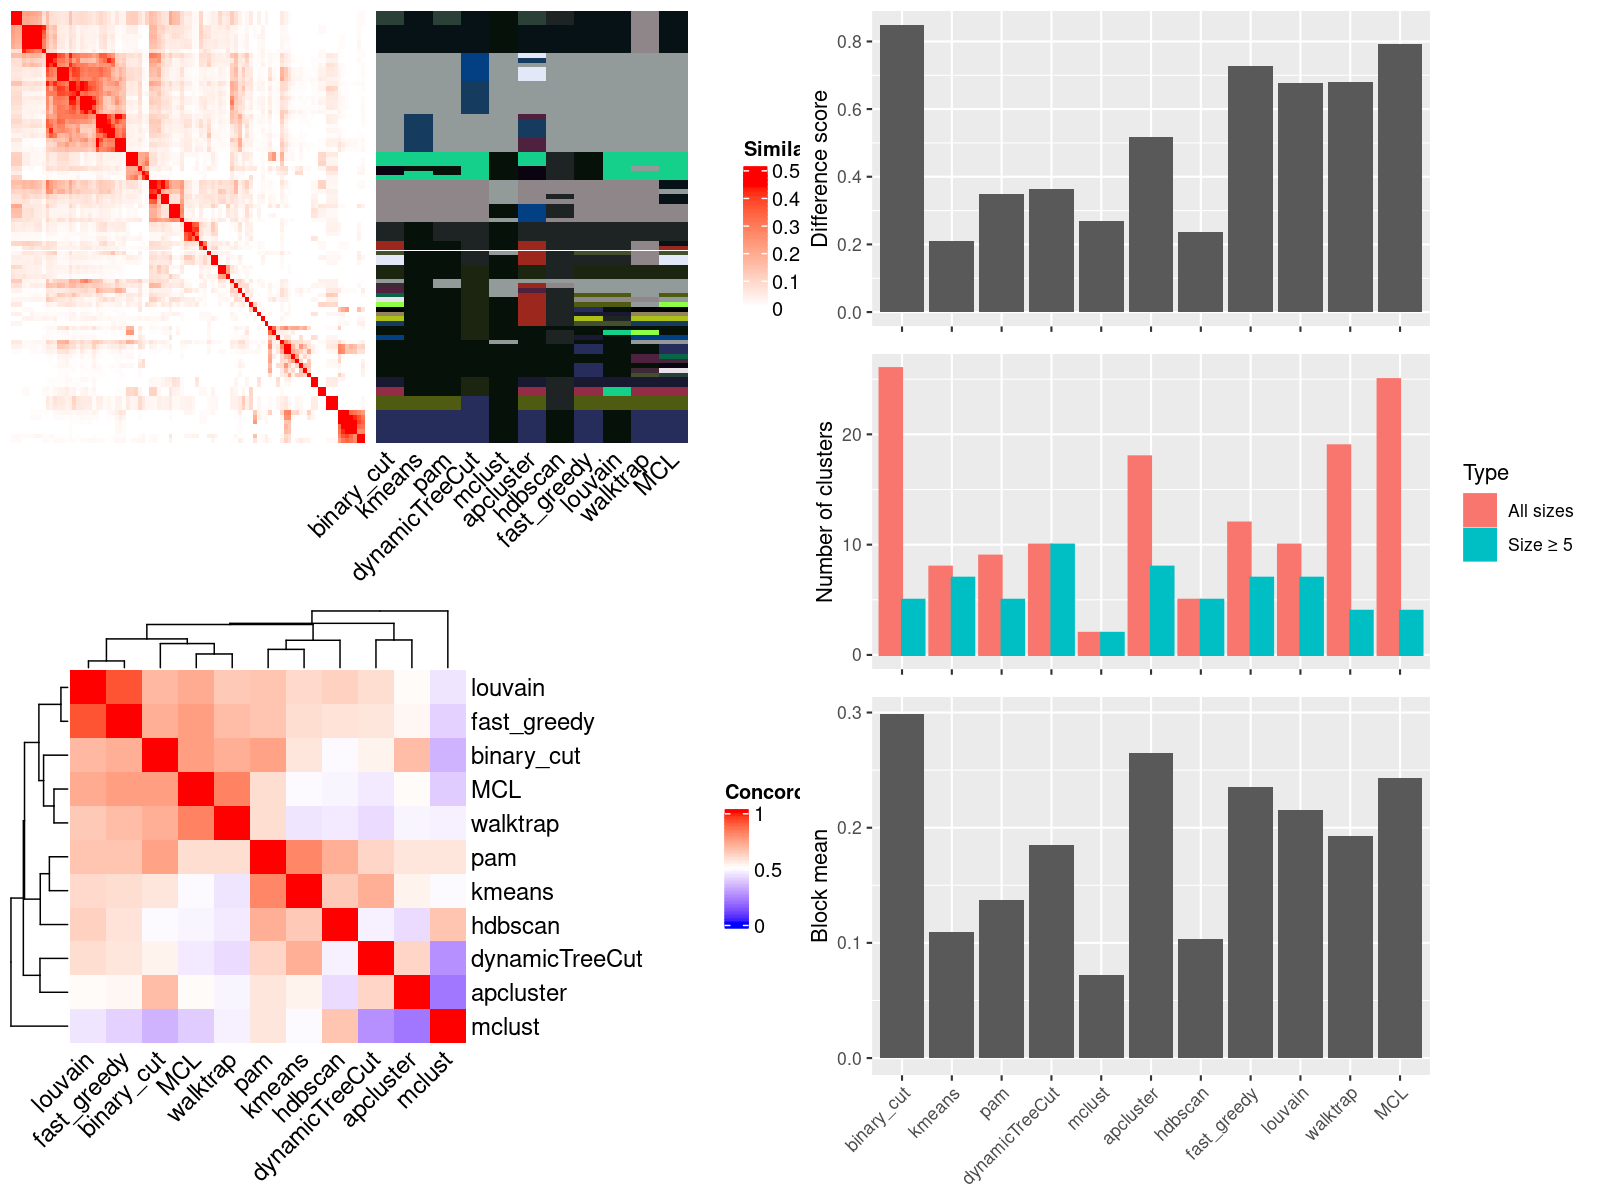 Simila
0.5
0.4
0.3
0.2
0.1
0
binary_cut
kmeans
pam
dynamicTreeCut
mclust
apcluster
hdbscan
fast_greedy
louvain
walktrap
MCL
Difference score
0.8
0.6
0.4
0.2
0.0
Number of clusters
20
10
0
Type
All sizes
Size ≥ 5
louvain
fast_greedy
binary_cut
MCL
walktrap
pam
kmeans
hdbscan
dynamicTreeCut
apcluster
mclust
louvain
fast_greedy
binary_cut
MCL
walktrap
pam
kmeans
hdbscan
dynamicTreeCut
apcluster
mclust
Concord
1
0.5
0
Block mean
0.3
0.2
0.1
0.0
binary_cut
kmeans
pam
dynamicTreeCut
mclust
apcluster
hdbscan
fast_greedy
louvain
walktrap
MCL